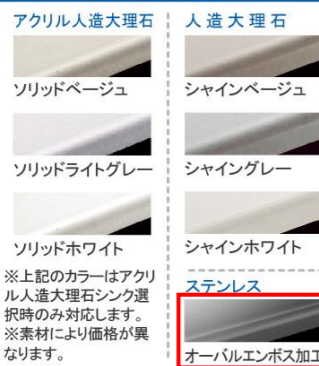 アクリル人造大理石
ソリッドベージュ
ソリッドライトグレー
ソリッドホワイト
※上記のカラーはアクリ
ル人造大理石シンク選
択時のみ対応します。
※素材により価格が異
なります。
人造大理石
シャインベージュ
シャイングレー
シャインホワイト
ステンレス
オーバルエンボス加工